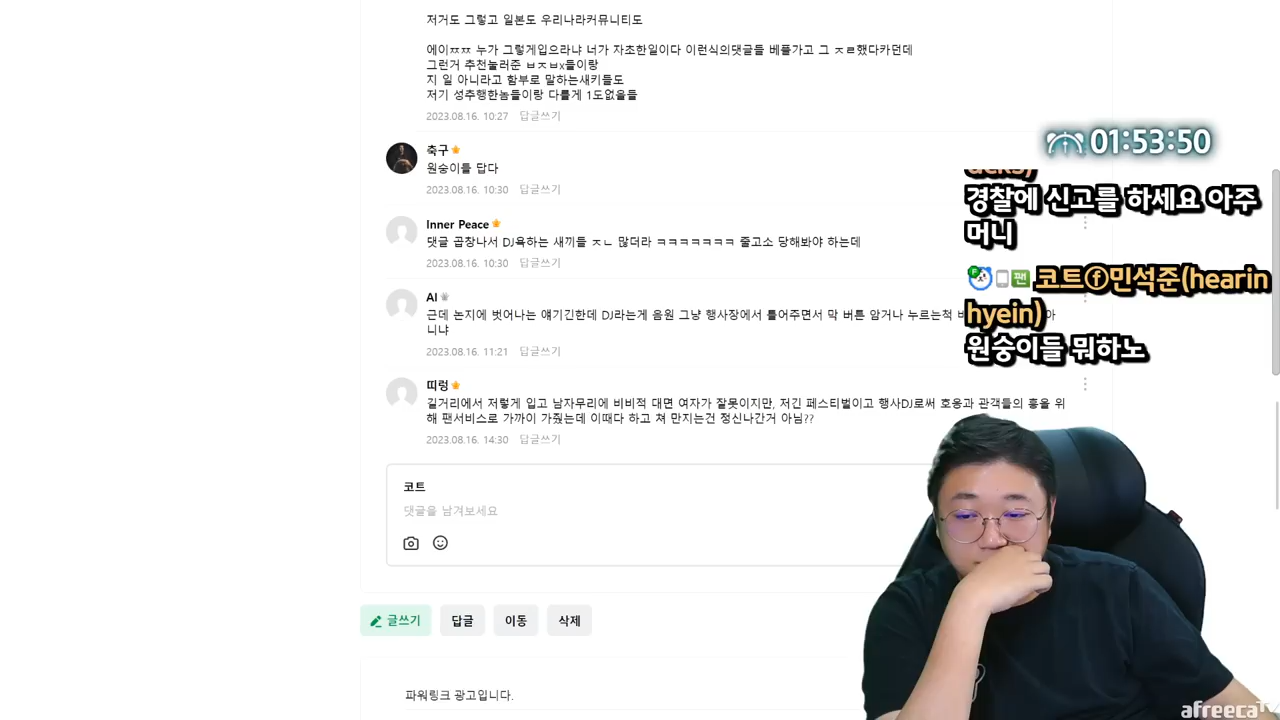 저거도 그렇고 일본도 우리나라커뮤니티도
에이ㅉㅉ 누가 그렇게입으라냐 너가 자초한일이다 이런식의댓글들 베플가고 그 ㅈㄹ했다카던데
그런거 추천눌러준 ㅂㅈㅂx들이랑
지 일 아니라고 함부로 말하는새키들도
저기 성추행한놈들이랑 다를게 1도없을들
2023.08.16. 10:27 답글쓰기
축구
원숭이들 답다
2023.08.16. 10:30 답글쓰기
Inner Peace
댓글 곱창나서 DJ욕하는 새끼들 ㅈㄴ 많더라 ㅋㅋㅋㅋㅋㅋㅋ 줄고소 당해봐야 하는데
2023.08.16. 10:30 답글쓰기
AI
근데 논지에 벗어나는 얘기긴한데 DJ라는게 음원 그냥 행사장에서 틀어주면서 막 버튼 암거나 누르는척
니냐
2023.08.16. 11:21 답글쓰기
띠렁
길거리에서 저렇게 입고 남자무리에 비비적 대면 여자가 잘못이지만, 저긴 페스티벌이고 행사DJ로써 호응과 관객들의 흥을 위
해 팬서비스로 가까이 가줬는데 이때다 하고 쳐 만지는건 정신나간거 아님??
2023.08.16. 14:30 답글쓰기
코트
댓글을 남겨보세요
글쓰기 답글 이동 삭제
파워링크 광고입니다.
01:53:50
경찰에 신고를 하세요 아주
머니
팬 코트ⓕ민석준(hearin
hyein)
원숭이들 뭐하노
afreecaTV